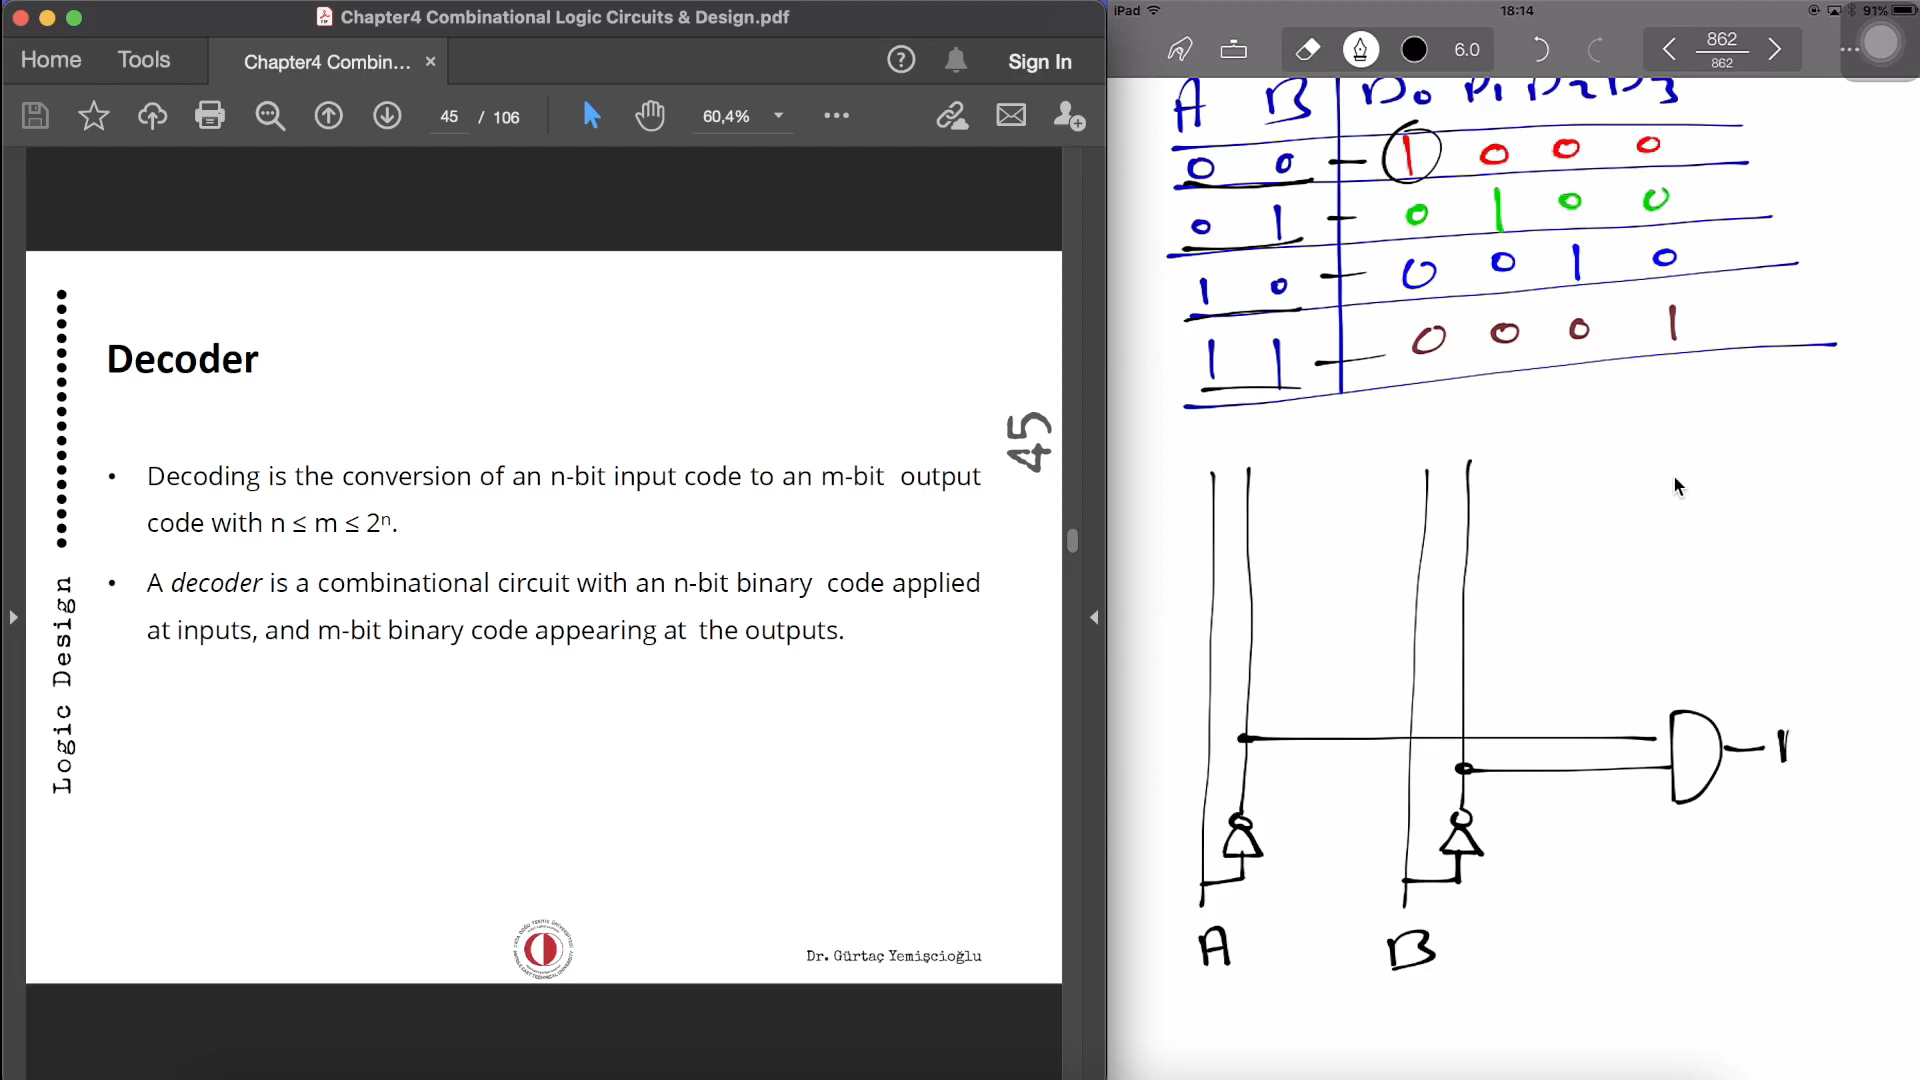 Chapter4 Combinational Logic Circuits & Design.pdf
Home Tools Chapter4 Combin... × Sign In
45 / 106 60,4%
Decoder
45
• Decoding is the conversion of an n-bit input code to an m-bit output
code with n ≤ m ≤ 2ⁿ.
• A decoder is a combinational circuit with an n-bit binary code applied
at inputs, and m-bit binary code appearing at the outputs.
Logic Design
Dr. Gürtaç Yemişcioğlu
iPad 18:14 91%
6.0 862
862
A B D0 D1 D2 D3
0 0 – 1 0 0 0
0 1 – 0 1 0 0
1 0 – 0 0 1 0
1 1 – 0 0 0 1
A B